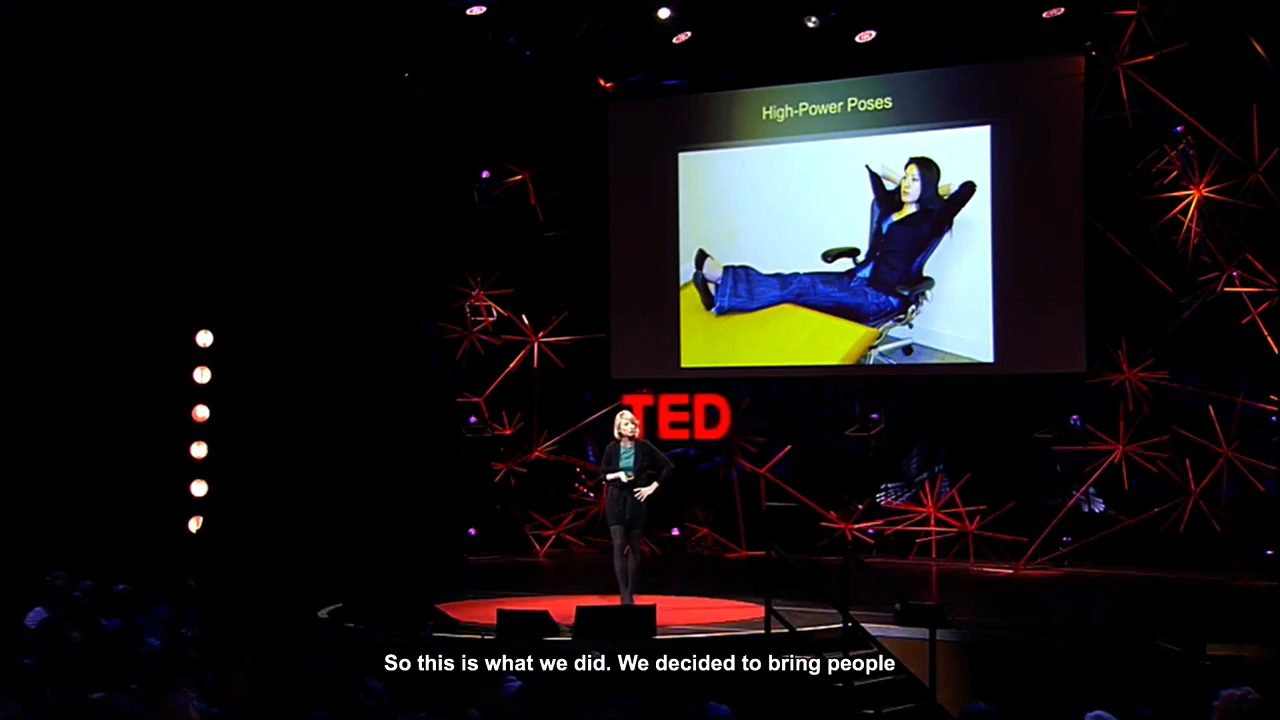 High-Power Poses
TED
So this is what we did. We decided to bring people